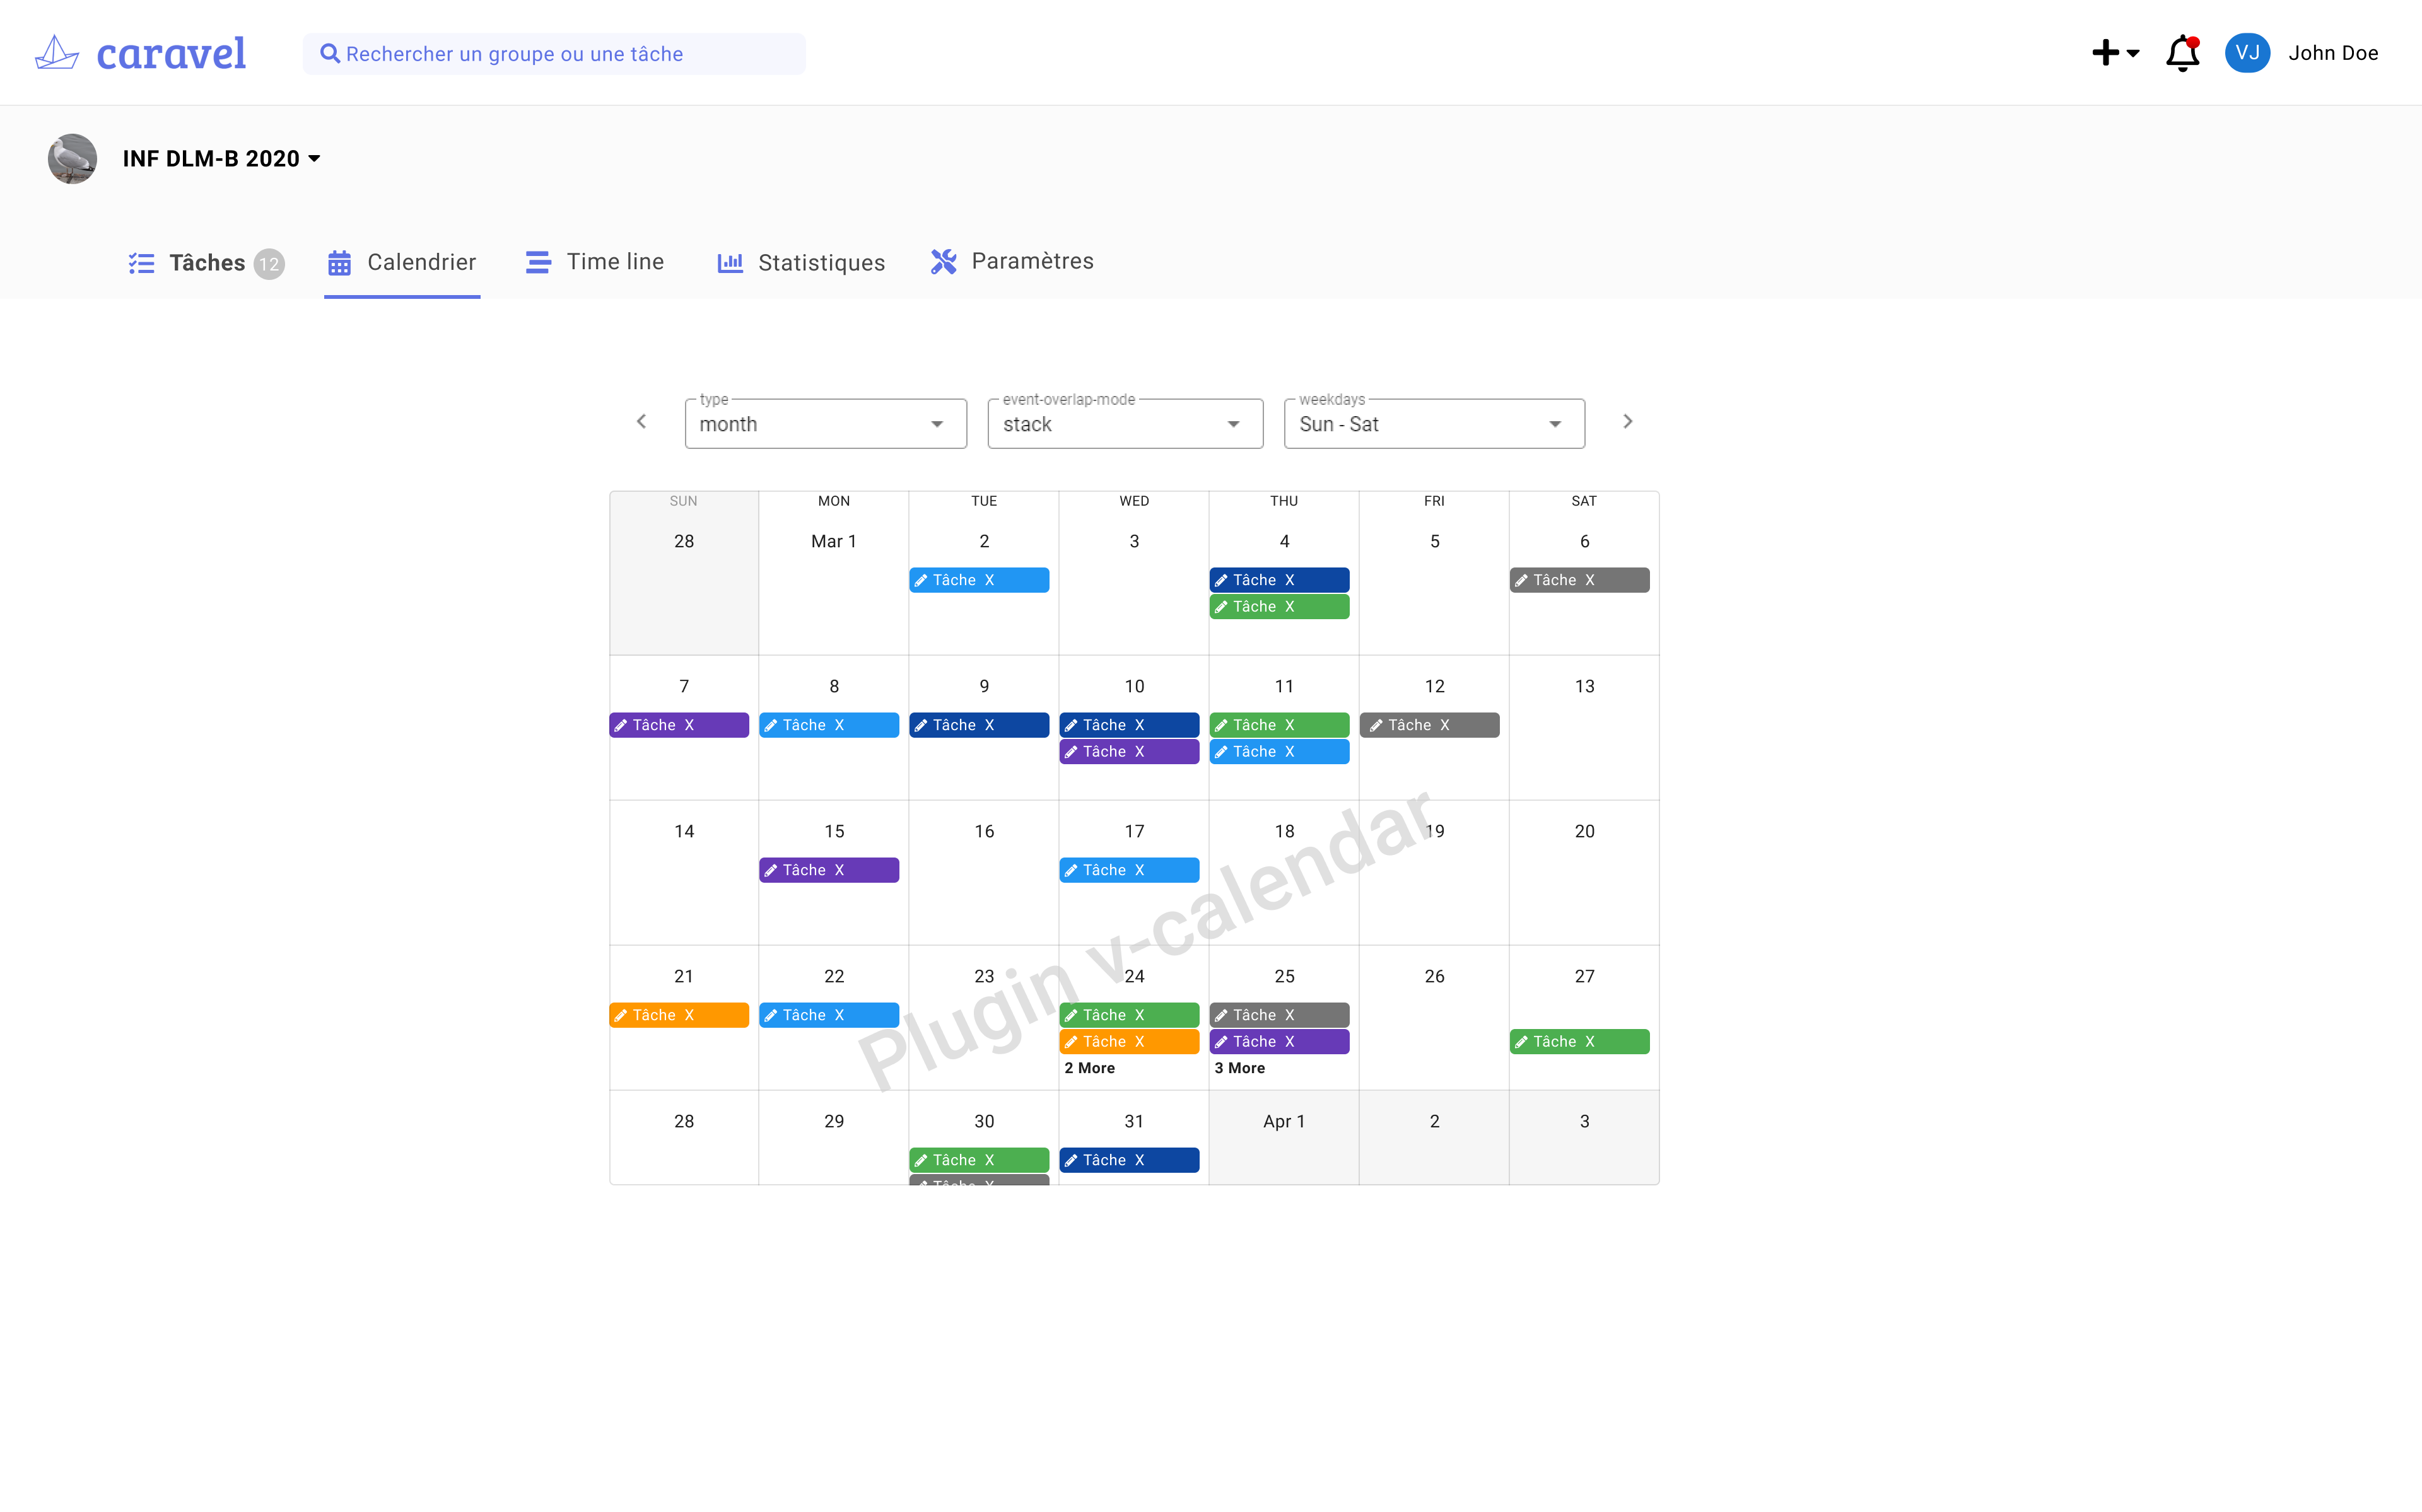 caravel
Rechercher un groupe ou une tâche
VJ John Doe
INF DLM-B 2020
Tâches 12 Calendrier Time line Statistiques Paramètres
type event-overlap-mode weekdays
month stack Sun - Sat
SUN MON TUE WED THU FRI SAT
28 Mar 1 2 3 4 5 6
Tâche X Tâche X Tâche X
Tâche X
7 8 9 10 11 12 13
Tâche X Tâche X Tâche X Tâche X Tâche X Tâche X
Tâche X Tâche X
14 15 16 17 18 19 20
Tâche X Tâche X
Plugin v-calendar
21 22 23 24 25 26 27
Tâche X Tâche X Tâche X Tâche X
Tâche X Tâche X Tâche X
2 More 3 More
28 29 30 31 Apr 1 2 3
Tâche X Tâche X
Tâche X